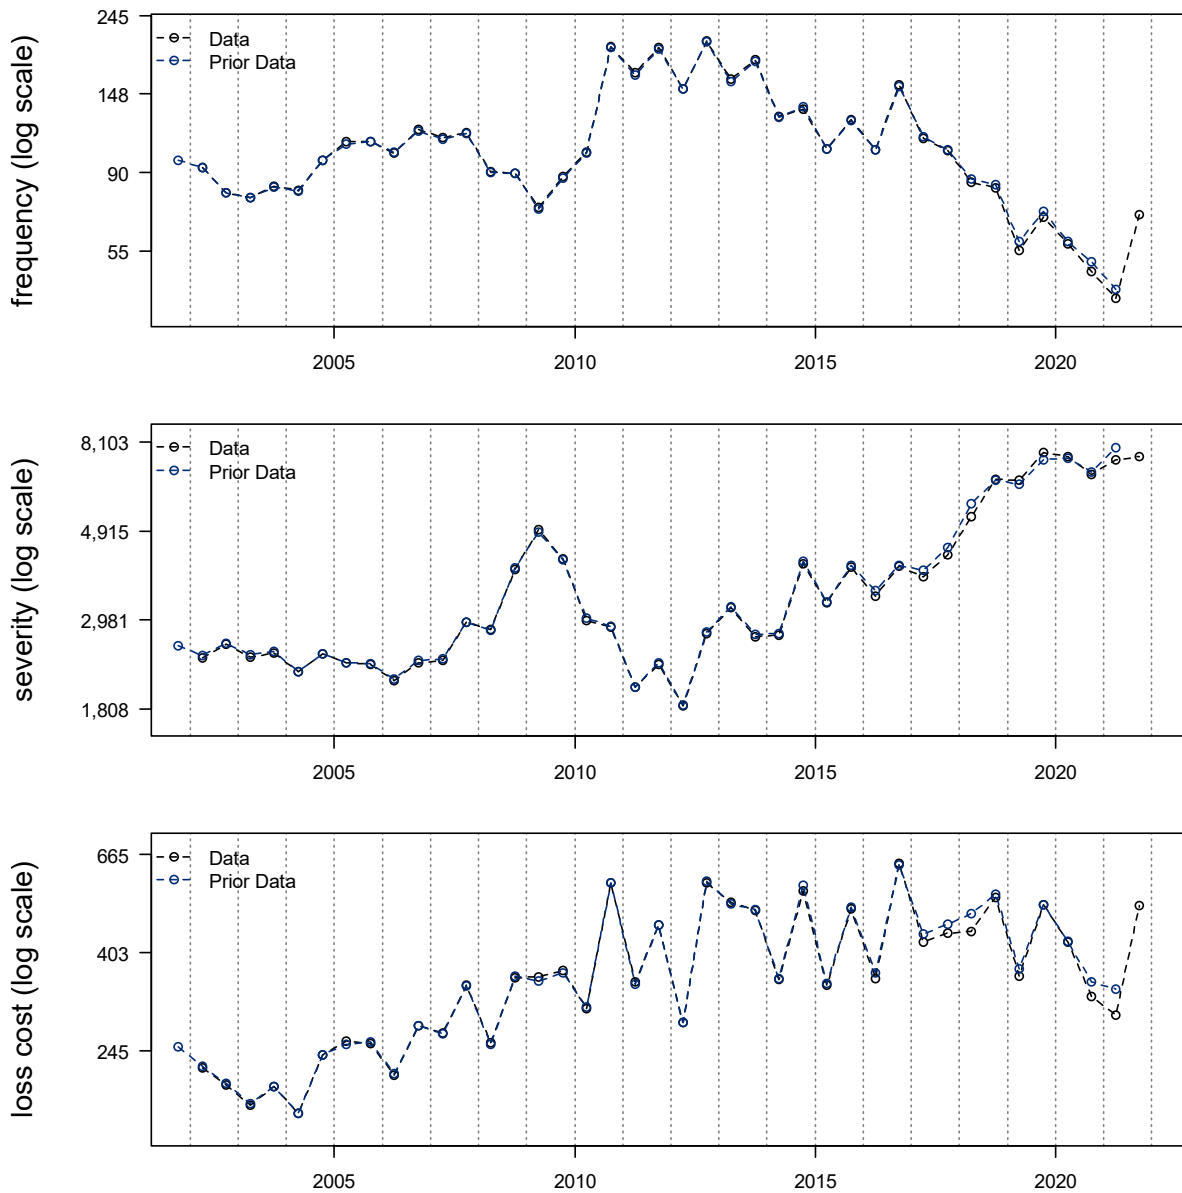 frequency (log scale)
245
148
90
55
Data
Prior Data
2005 2010 2015 2020
severity (log scale)
8,103
4,915
2,981
1,808
Data
Prior Data
2005 2010 2015 2020
loss cost (log scale)
665
403
245
Data
Prior Data
2005 2010 2015 2020